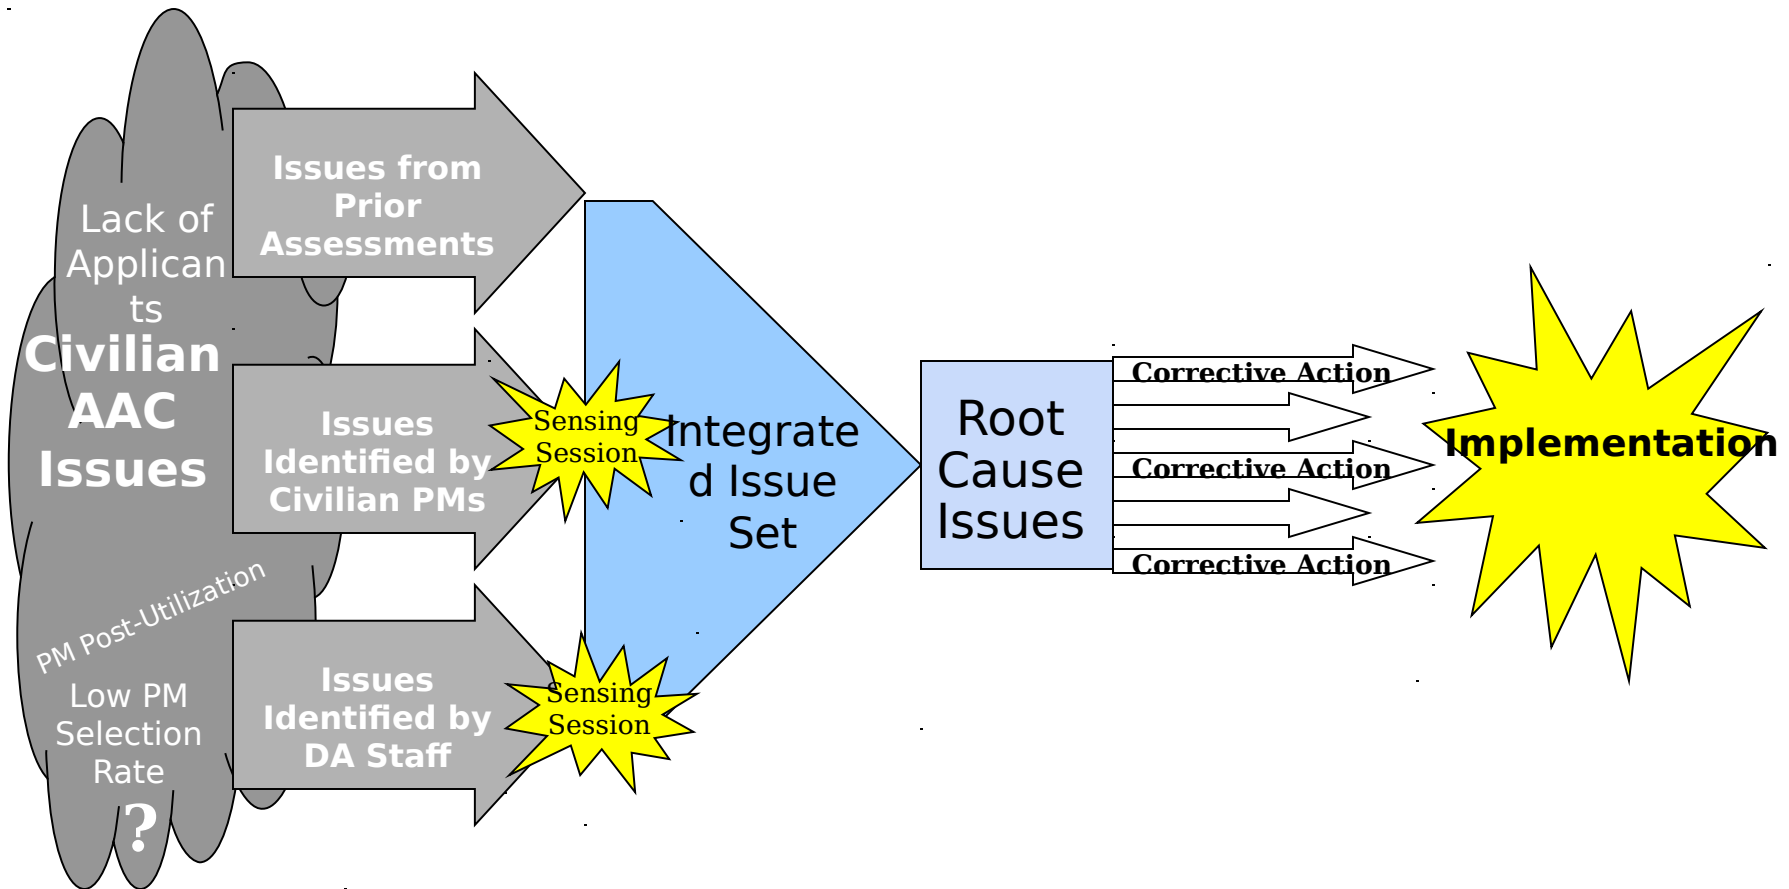 Lack of
Applican
ts
Civilian
AAC
Issues
PM Post-Utilization
Low PM
Selection
Rate
?
Issues from
Prior
Assessments
Issues
Identified by
Civilian PMs
Issues
Identified by
DA Staff
Sensing
Session
Sensing
Session
Integrate
d Issue
Set
Root
Cause
Issues
Corrective Action
Corrective Action
Corrective Action
Implementation